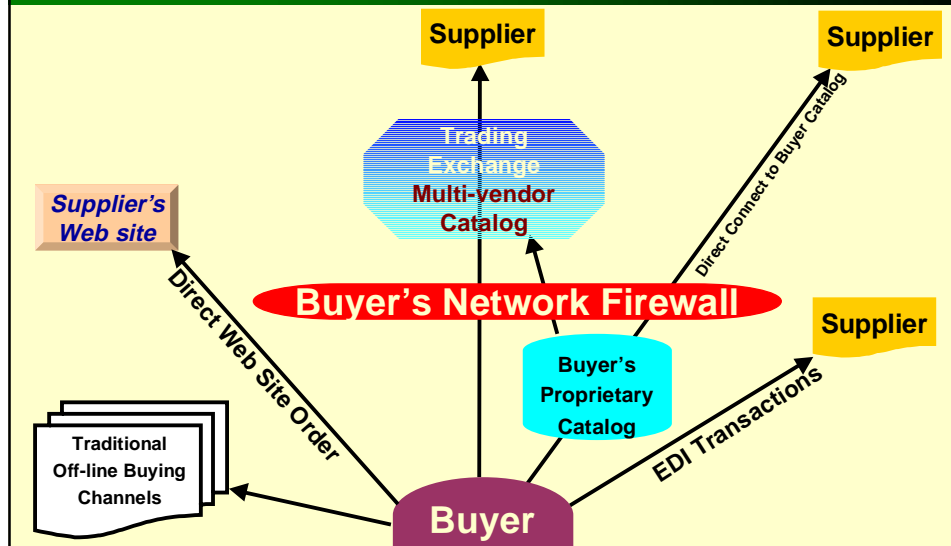 Supplier
Supplier
Trading
Exchange
Multi-vendor
Catalog
Direct Connect to Buyer Catalog
Supplier's
Web site
Buyer’s Network Firewall
Direct Web Site Order
Supplier
Buyer’s
Proprietary
Catalog
EDI Transactions
Traditional
Off-line Buying
Channels
Buyer